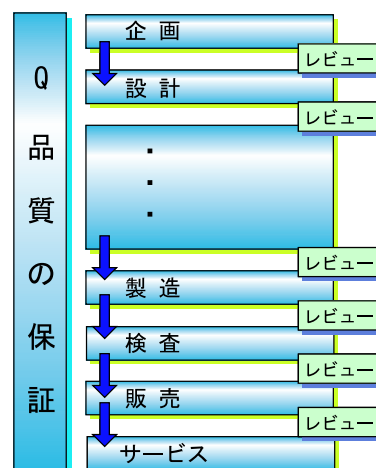 Q品質の保証
企画
レビュー
設計
レビュー
・
・
・
レビュー
製造
レビュー
検査
レビュー
販売
レビュー
サービス